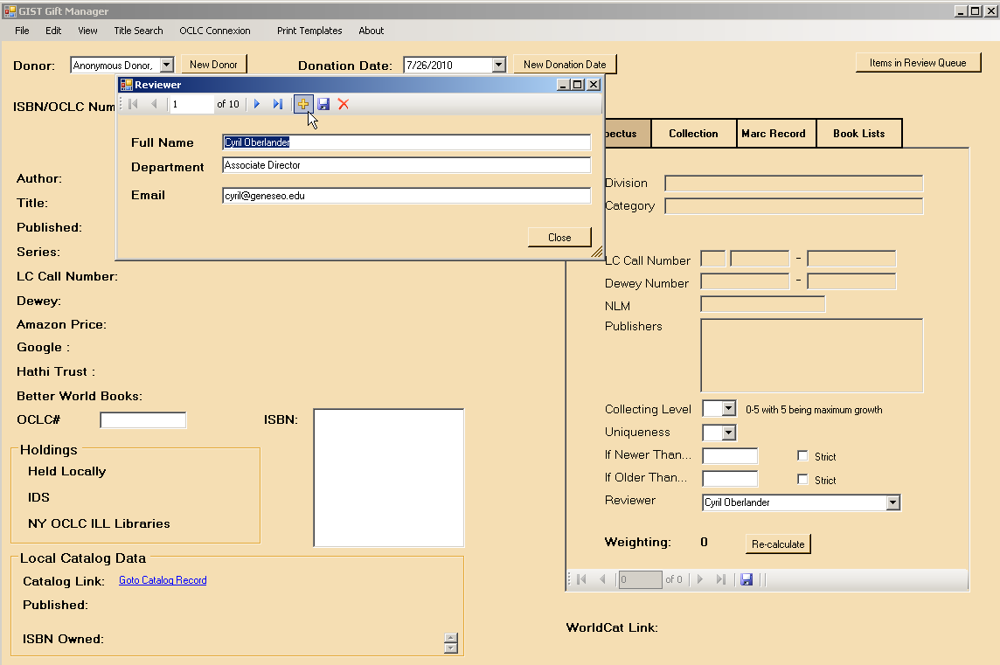 GIST Gift Manager
File Edit View Title Search OCLC Connexion Print Templates About
Donor: Anonymous Donor, New Donor Donation Date: 7/26/2010 New Donation Date Items in Review Queue
Reviewer
1 of 10
Full Name Cyril Oberlander
Department Associate Director
Email cyril@geneseo.edu
Close
ISBN/OCLC Num
Author:
Title:
Published:
Series:
LC Call Number:
Dewey:
Amazon Price:
Google :
Hathi Trust :
Better World Books:
OCLC# ISBN:
Holdings
Held Locally
IDS
NY OCLC ILL Libraries
Local Catalog Data
Catalog Link: Goto Catalog Record
Published:
ISBN Owned:
pectus Collection Marc Record Book Lists
Division
Category
LC Call Number - 
Dewey Number - 
NLM
Publishers
Collecting Level 0-5 with 5 being maximum growth
Uniqueness
If Newer Than... Strict
If Older Than... Strict
Reviewer Cyril Oberlander
Weighting: 0 Re-calculate
0 of 0
WorldCat Link: